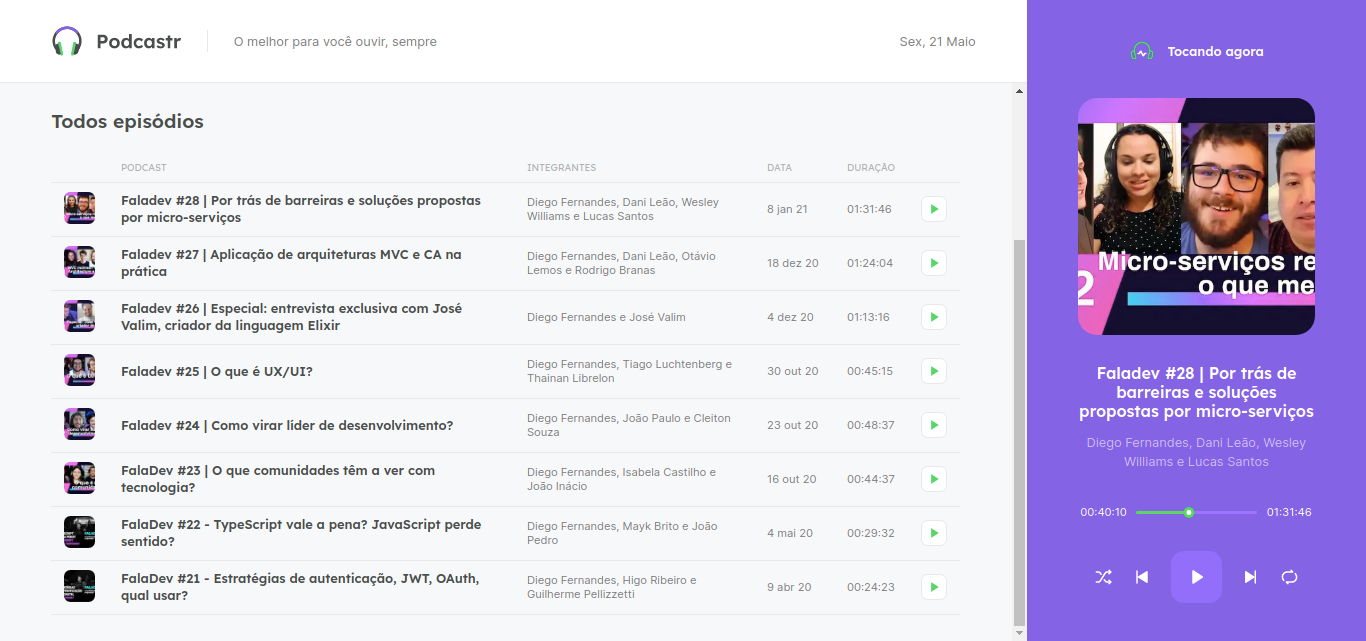 Podcastr
O melhor para você ouvir, sempre
Sex, 21 Maio
Todos episódios
PODCAST INTEGRANTES DATA DURAÇÃO
Faladev #28 | Por trás de barreiras e soluções propostas
por micro-serviços
Diego Fernandes, Dani Leão, Wesley
Williams e Lucas Santos
8 jan 21
01:31:46
Faladev #27 | Aplicação de arquiteturas MVC e CA na
prática
Diego Fernandes, Dani Leão, Otávio
Lemos e Rodrigo Branas
18 dez 20
01:24:04
Faladev #26 | Especial: entrevista exclusiva com José
Valim, criador da linguagem Elixir
Diego Fernandes e José Valim
4 dez 20
01:13:16
Faladev #25 | O que é UX/UI?
Diego Fernandes, Tiago Luchtenberg e
Thainan Librelon
30 out 20
00:45:15
Faladev #24 | Como virar líder de desenvolvimento?
Diego Fernandes, João Paulo e Cleiton
Souza
23 out 20
00:48:37
FalaDev #23 | O que comunidades têm a ver com
tecnologia?
Diego Fernandes, Isabela Castilho e
João Inácio
16 out 20
00:44:37
FalaDev #22 - TypeScript vale a pena? JavaScript perde
sentido?
Diego Fernandes, Mayk Brito e João
Pedro
4 mai 20
00:29:32
FalaDev #21 - Estratégias de autenticação, JWT, OAuth,
qual usar?
Diego Fernandes, Higo Ribeiro e
Guilherme Pellizzetti
9 abr 20
00:24:23
Tocando agora
Micro-serviços re
2 o que me
Faladev #28 | Por trás de
barreiras e soluções
propostas por micro-serviços
Diego Fernandes, Dani Leão, Wesley
Williams e Lucas Santos
00:40:10
01:31:46